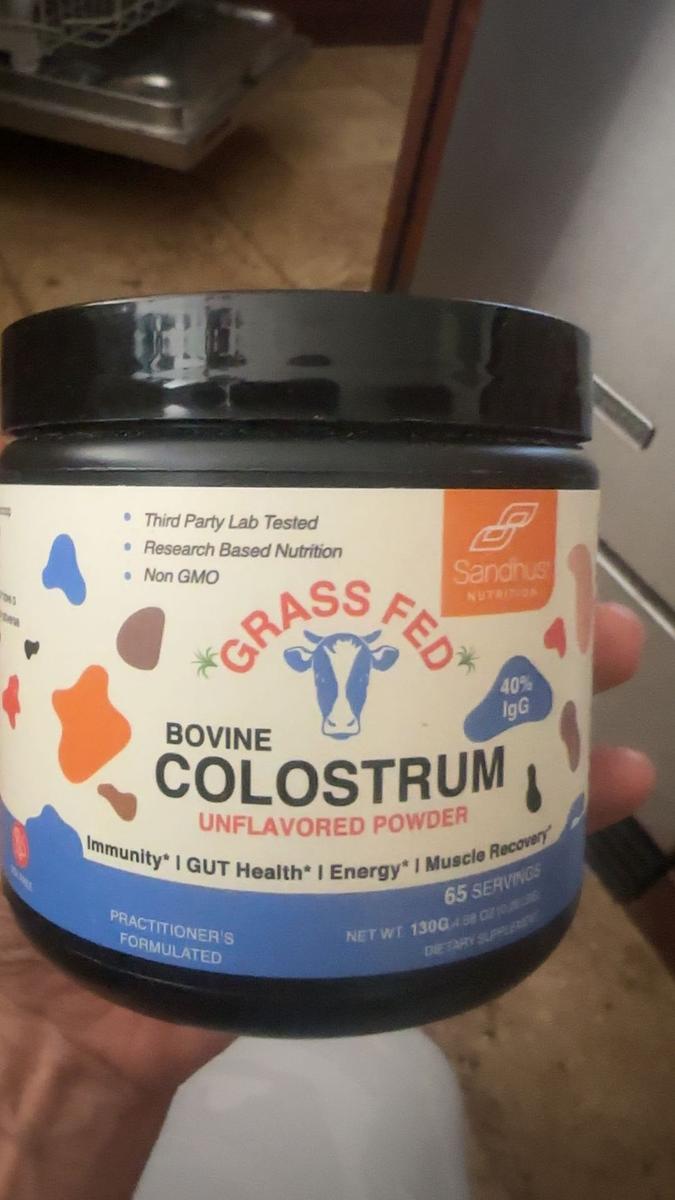 Third Party Lab Tested
Research Based Nutrition
Non GMO
Sandhus
NUTRITION
GRASS FED
40%
IgG
BOVINE
COLOSTRUM
UNFLAVORED POWDER
Immunity* | GUT Health* | Energy* | Muscle Recovery*
65 SERVINGS
PRACTITIONER'S
FORMULATED
NET WT. 130G
DIETARY SUPPLEMENT